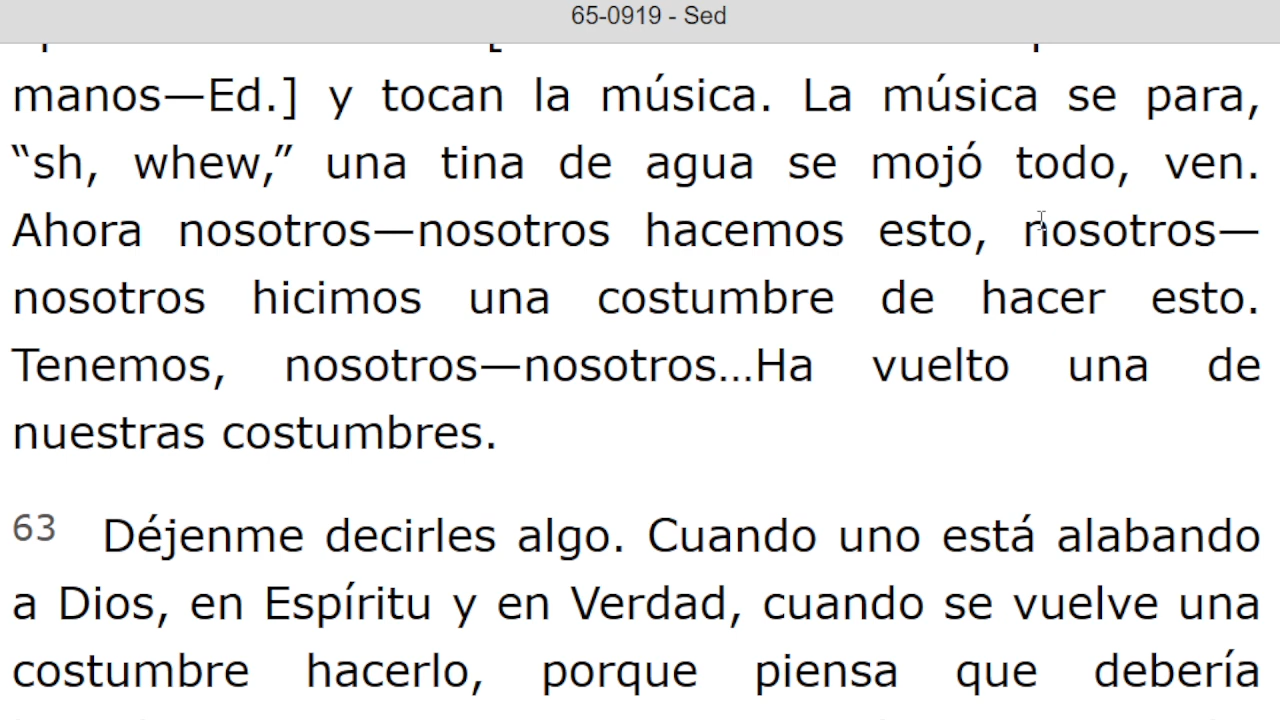 65-0919 - Sed
manos—Ed.] y tocan la música. La música se para,
“sh, whew,” una tina de agua se mojó todo, ven.
Ahora nosotros—nosotros hacemos esto, nosotros—
nosotros hicimos una costumbre de hacer esto.
Tenemos, nosotros—nosotros...Ha vuelto una de
nuestras costumbres.
63 Déjenme decirles algo. Cuando uno está alabando
a Dios, en Espíritu y en Verdad, cuando se vuelve una
costumbre hacerlo, porque piensa que debería